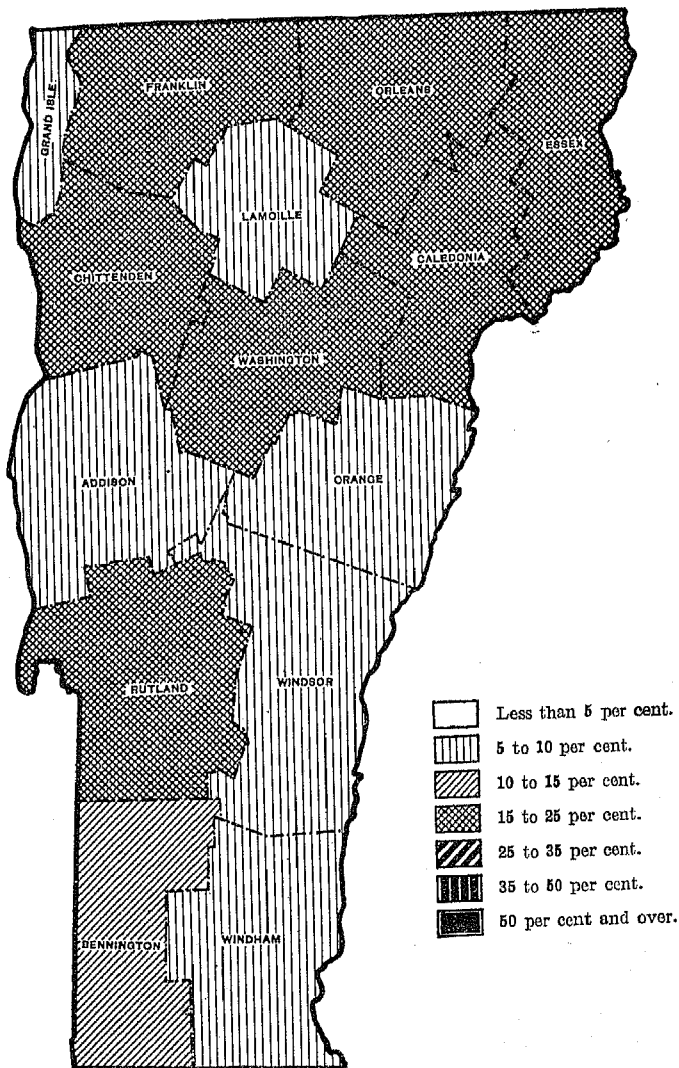 FRANKLIN
ORLEANS
GRAND ISLE
ESSEX
LAMOILLE
CALEDONIA
CHITTENDEN
WASHINGTON
ADDISON
ORANGE
RUTLAND
WINDSOR
Less than 5 per cent.
5 to 10 per cent.
10 to 15 per cent.
15 to 25 per cent.
25 to 35 per cent.
35 to 50 per cent.
50 per cent and over.
BENNINGTON
WINDHAM